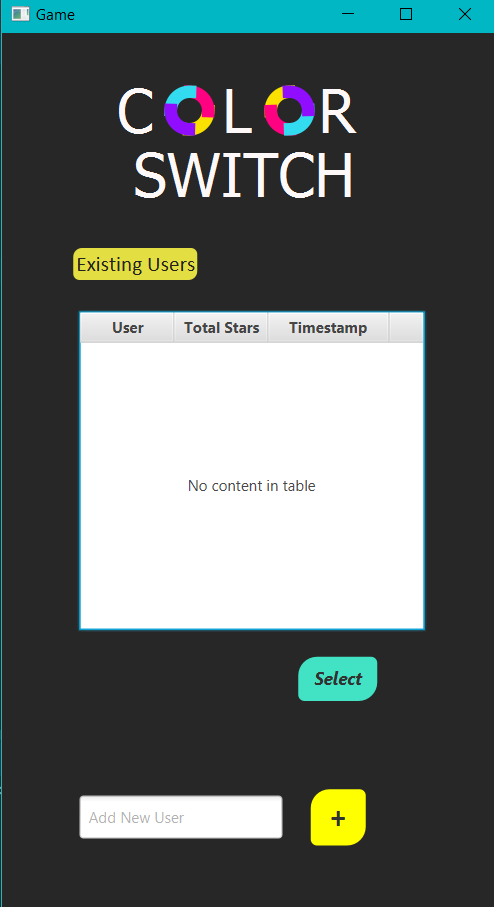 Game
COLOR
SWITCH
Existing Users
User Total Stars Timestamp
No content in table
Select
Add New User
+